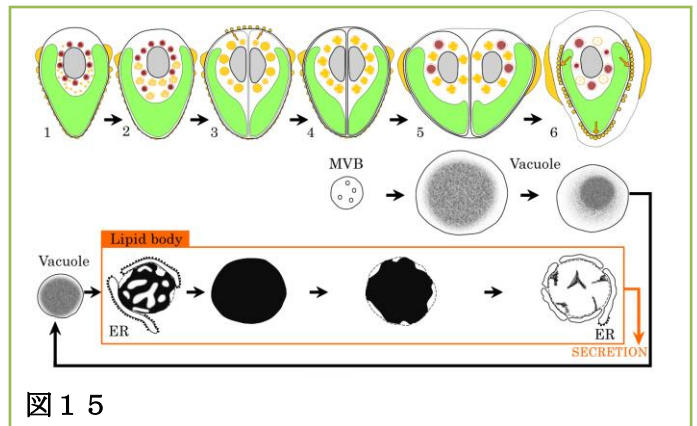 1 2 3 4 5 6
MVB Vacuole
Lipid body
Vacuole
ER ER
SECRETION
図１５